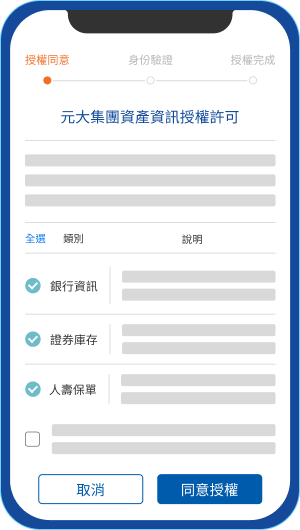 授權同意 身份驗證 授權完成
元大集團資產資訊授權許可
全選 類別 說明
銀行資訊
證券庫存
人壽保單
取消 同意授權